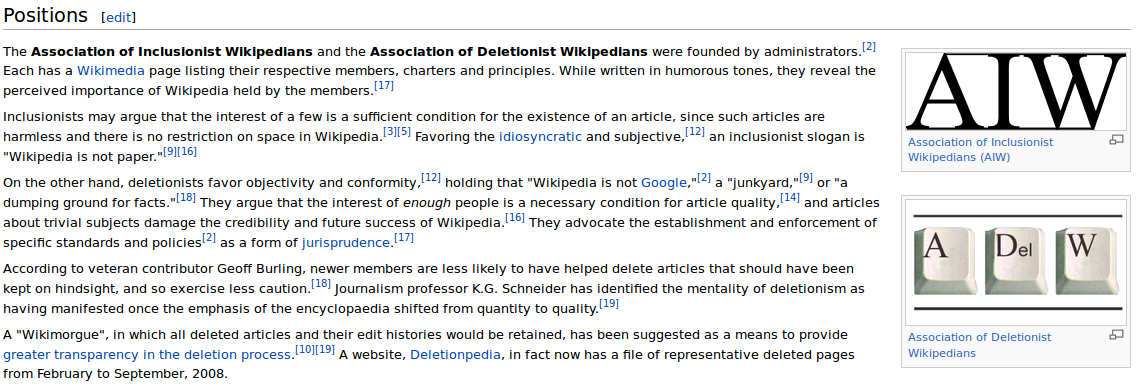 Positions [edit]
The Association of Inclusionist Wikipedians and the Association of Deletionist Wikipedians were founded by administrators.[2]
Each has a Wikimedia page listing their respective members, charters and principles. While written in humorous tones, they reveal the
perceived importance of Wikipedia held by the members.[17]
Inclusionists may argue that the interest of a few is a sufficient condition for the existence of an article, since such articles are
harmless and there is no restriction on space in Wikipedia.[3][5] Favoring the idiosyncratic and subjective,[12] an inclusionist slogan is
"Wikipedia is not paper."[9][16]
On the other hand, deletionists favor objectivity and conformity,[12] holding that "Wikipedia is not Google,"[2] a "junkyard,"[9] or "a
dumping ground for facts."[18] They argue that the interest of enough people is a necessary condition for article quality,[14] and articles
about trivial subjects damage the credibility and future success of Wikipedia.[16] They advocate the establishment and enforcement of
specific standards and policies[2] as a form of jurisprudence.[17]
According to veteran contributor Geoff Burling, newer members are less likely to have helped delete articles that should have been
kept on hindsight, and so exercise less caution.[18] Journalism professor K.G. Schneider has identified the mentality of deletionism as
having manifested once the emphasis of the encyclopaedia shifted from quantity to quality.[19]
A "Wikimorgue", in which all deleted articles and their edit histories would be retained, has been suggested as a means to provide
greater transparency in the deletion process.[10][19] A website, Deletionpedia, in fact now has a file of representative deleted pages
from February to September, 2008.
AIW
Association of Inclusionist
Wikipedians (AIW)
A Del W
Association of Deletionist
Wikipedians